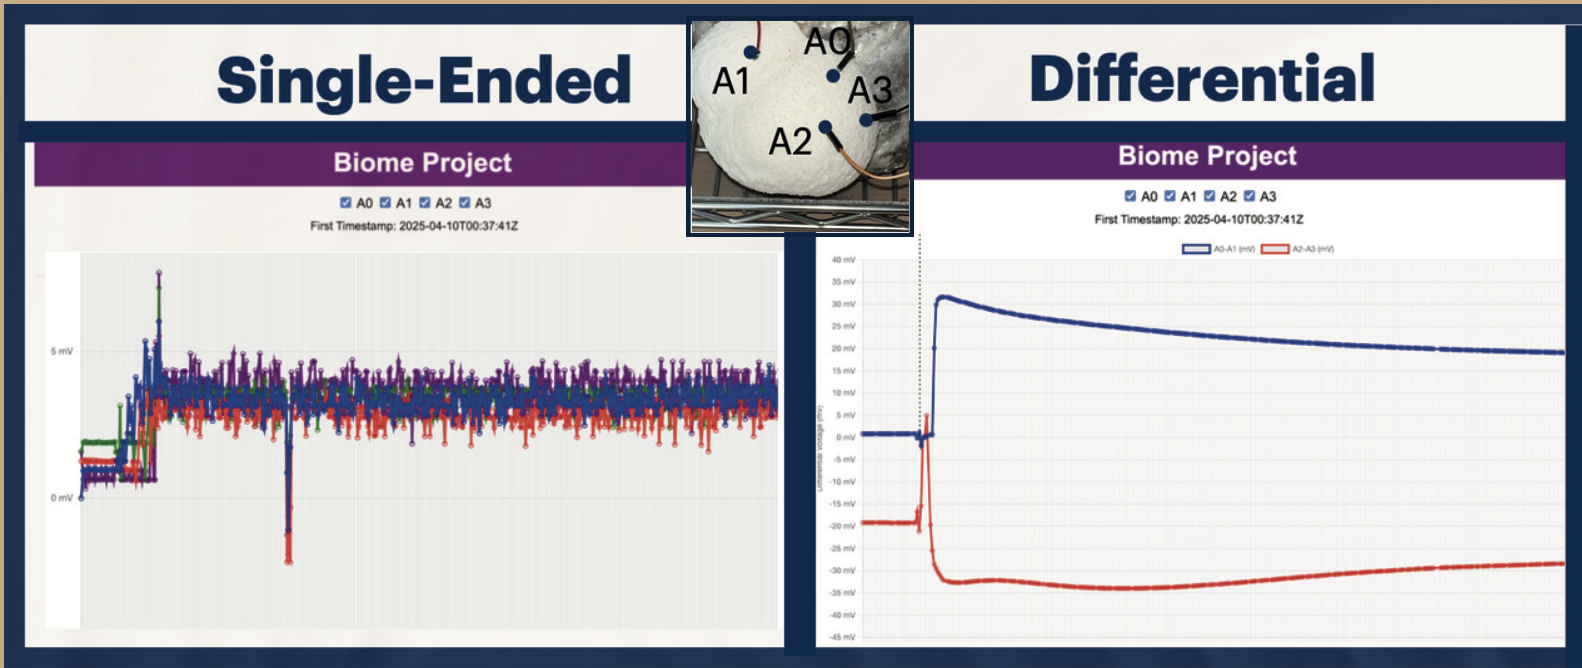 Single-Ended
Biome Project
A0 A1 A2 A3
First Timestamp: 2025-04-10T00:37:41Z
5 mV
0 mV
A0
A1
A3
A2
Differential
Biome Project
A0 A1 A2 A3
First Timestamp: 2025-04-10T00:37:41Z
A0-A1 (mV) A2-A3 (mV)
40 mV
35 mV
30 mV
25 mV
20 mV
15 mV
10 mV
5 mV
0 mV
-5 mV
-10 mV
-15 mV
-20 mV
-25 mV
-30 mV
-35 mV
-40 mV
-45 mV
Differential Voltage (mV)